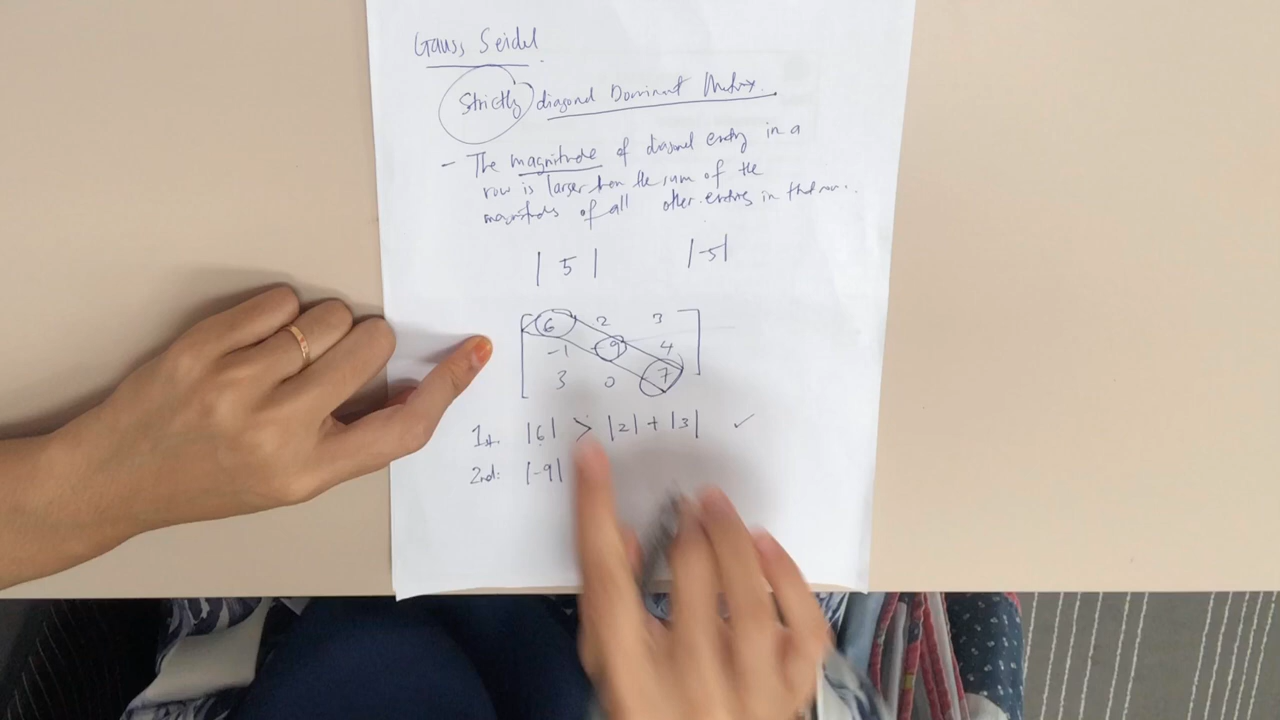 Gauss Seidel
Strictly diagonal Dominant Matrix.
- The magnitude of diagonal entry in a
row is larger than the sum of the
magnitudes of all other entries in that row..
|5| |-5|
6 2 3
-1 -9 4
3 0 7
1st. |6| > |2| + |3| ✓
2nd: |-9|